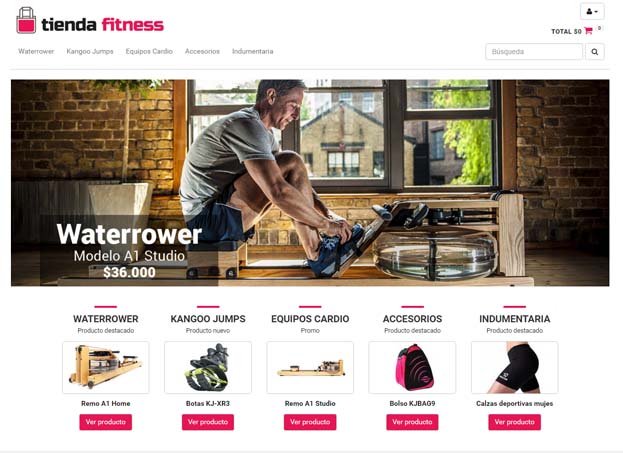 tienda fitness
TOTAL $0 0
Waterrower Kangoo Jumps Equipos Cardio Accesorios Indumentaria
Búsqueda
Waterrower
Modelo A1 Studio
$36.000
WATERROWER KANGOO JUMPS EQUIPOS CARDIO ACCESORIOS INDUMENTARIA
Producto destacado Producto nuevo Promo Producto destacado Producto destacado
Remo A1 Home Botas KJ-XR3 Remo A1 Studio Bolso KJBAG9 Calzas deportivas mujes
Ver producto Ver producto Ver producto Ver producto Ver producto